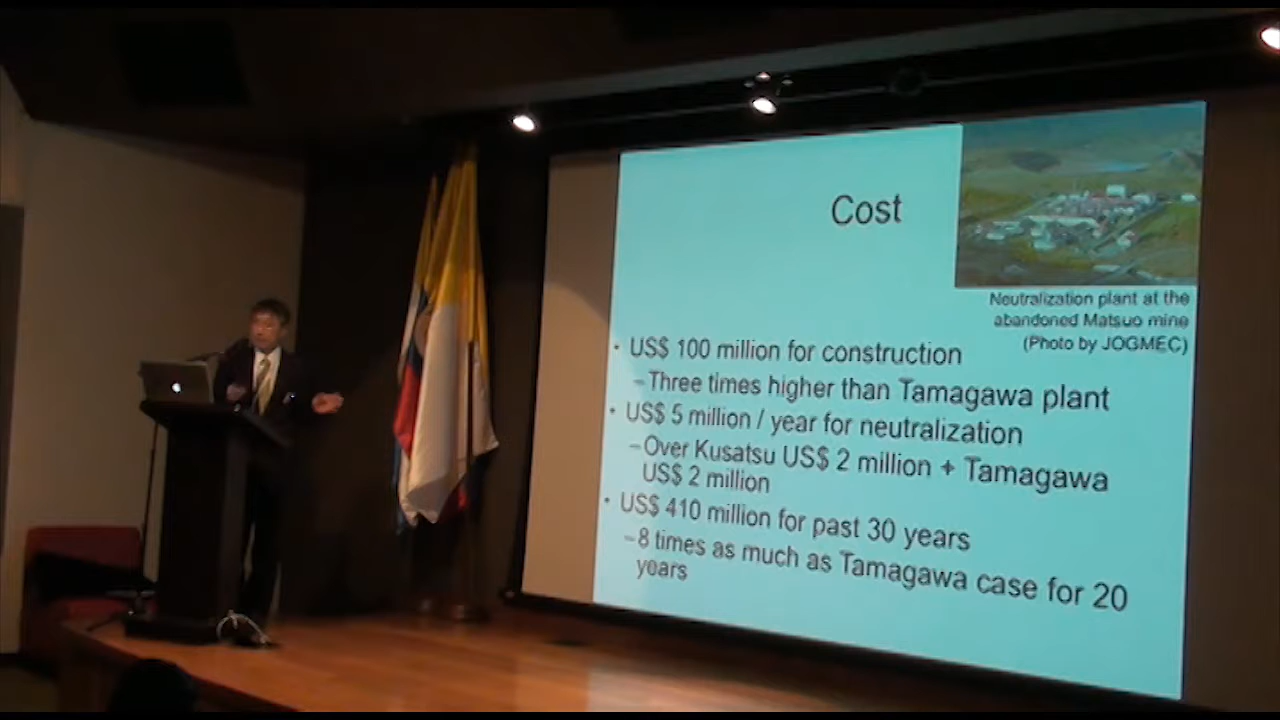 Cost
Neutralization plant at the
abandoned Matsuo mine
(Photo by JOGMEC)
• US$ 100 million for construction
–Three times higher than Tamagawa plant
• US$ 5 million / year for neutralization
–Over Kusatsu US$ 2 million + Tamagawa
US$ 2 million
• US$ 410 million for past 30 years
–8 times as much as Tamagawa case for 20
years